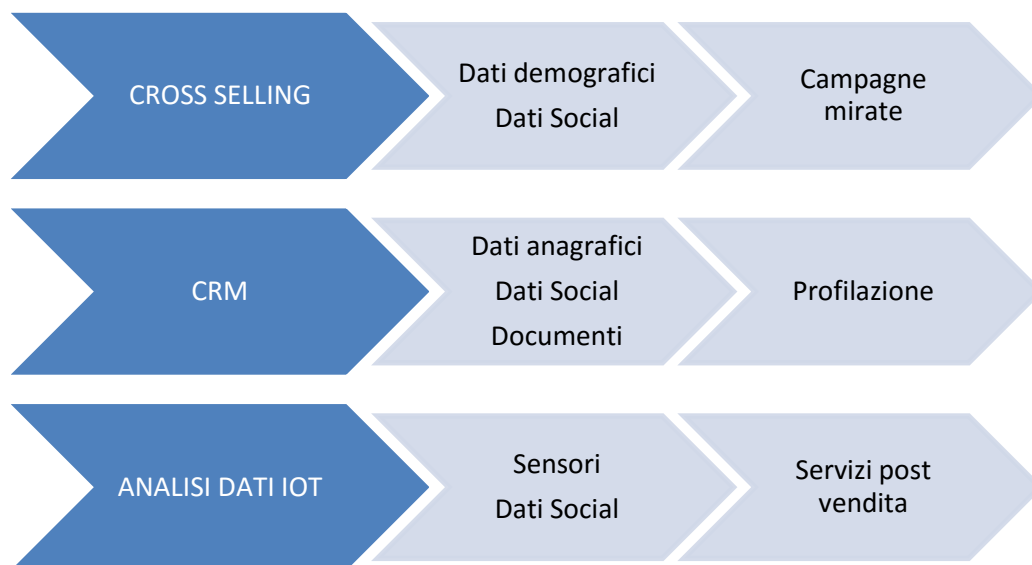 CROSS SELLING
Dati demografici
Dati Social
Campagne
mirate
CRM
Dati anagrafici
Dati Social
Documenti
Profilazione
ANALISI DATI IOT
Sensori
Dati Social
Servizi post
vendita